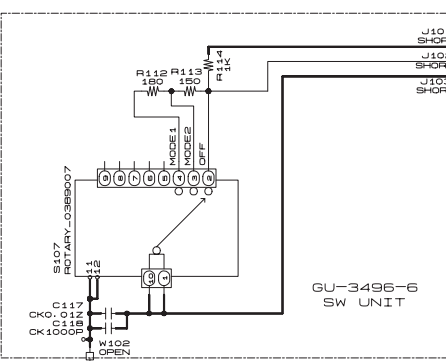 J10
SHOR
J10
SHOR
J10
SHOR
R114
1K
R112 R113
180 150
MODE1
MODE2
OFF
9 8 7 6 5 4 3 2
S107
ROTARY_0389007
10 1
11
12
C117
CK0.01Z
C118
CK1000P
W102
OPEN
GU-3496-6
SW UNIT